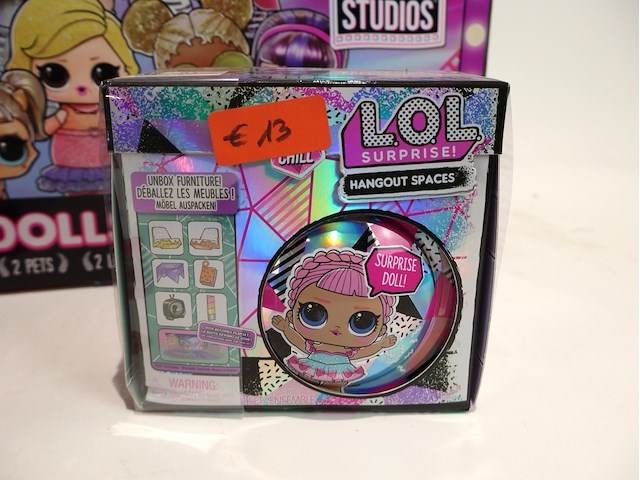 STUDIOS
€ 13
CHILL
L.O.L.
SURPRISE!
HANGOUT SPACES
UNBOX FURNITURE!
DÉBALLEZ LES MEUBLES!
MÖBEL AUSPACKEN!
SURPRISE
DOLL!
DOLLS
2 PETS
WARNING: